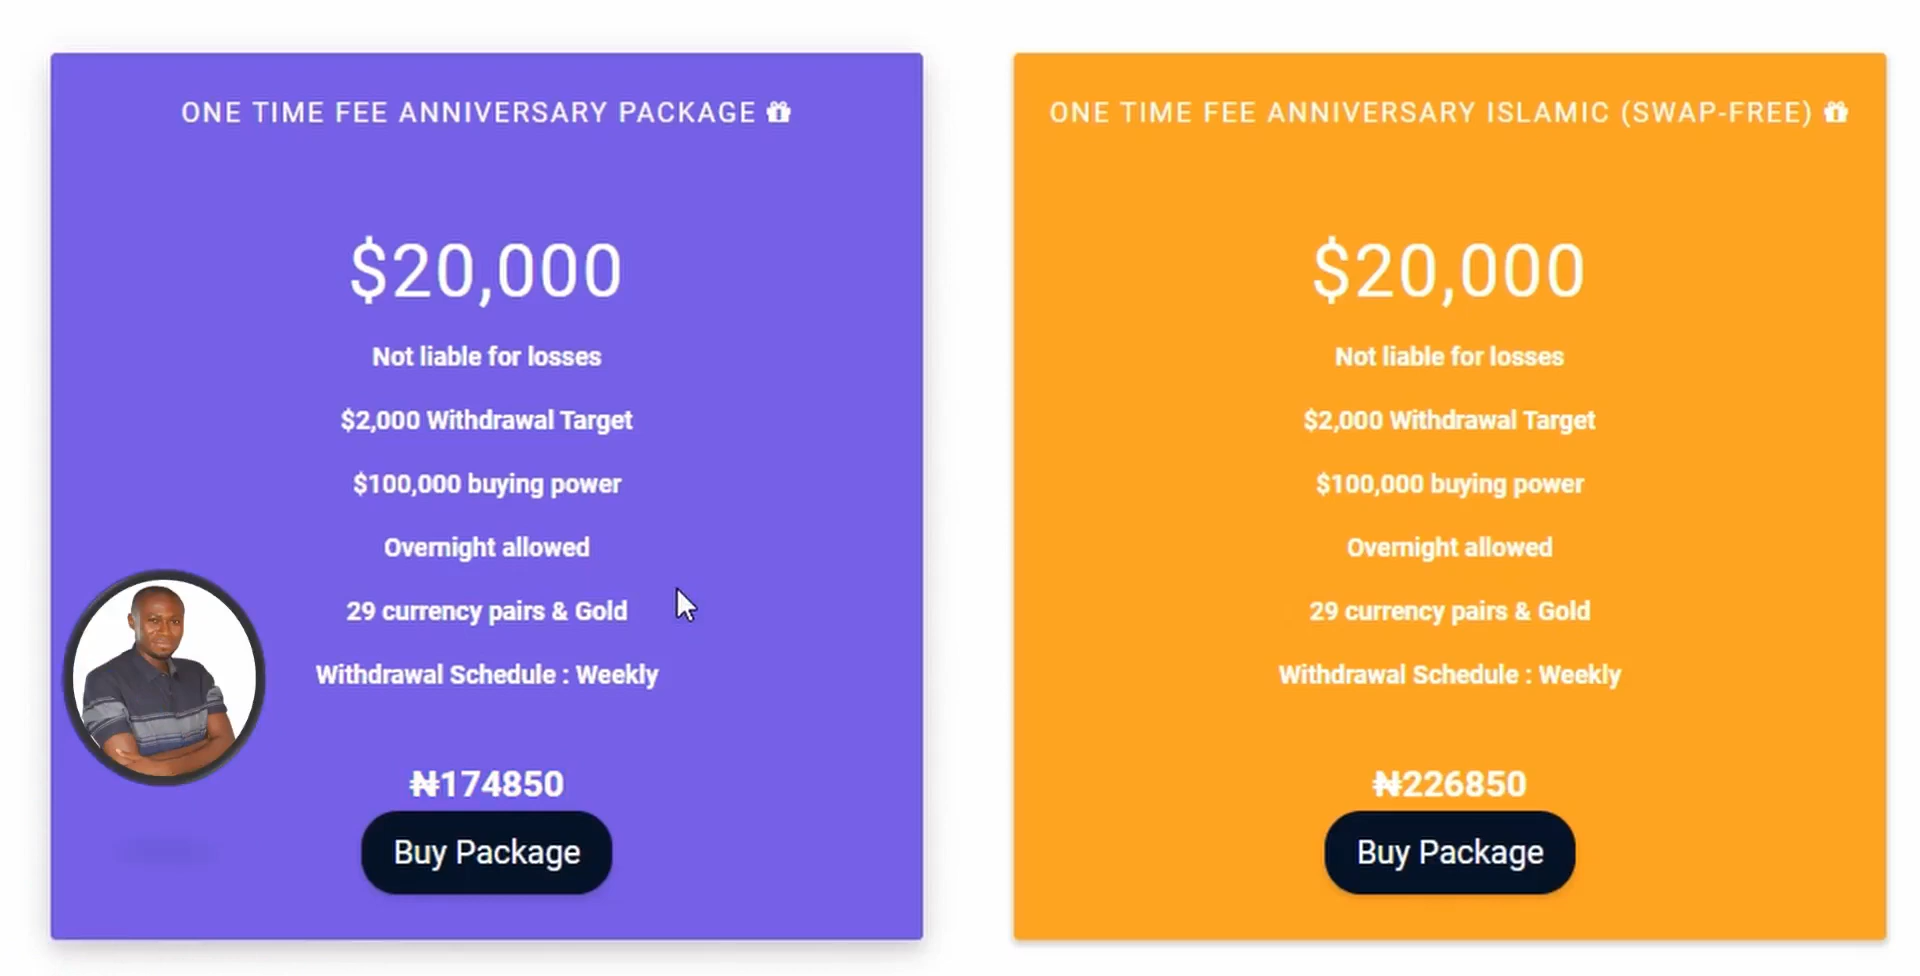 ONE TIME FEE ANNIVERSARY PACKAGE
$20,000
Not liable for losses
$2,000 Withdrawal Target
$100,000 buying power
Overnight allowed
29 currency pairs & Gold
Withdrawal Schedule : Weekly
₦174850
Buy Package
ONE TIME FEE ANNIVERSARY ISLAMIC (SWAP-FREE)
$20,000
Not liable for losses
$2,000 Withdrawal Target
$100,000 buying power
Overnight allowed
29 currency pairs & Gold
Withdrawal Schedule : Weekly
₦226850
Buy Package